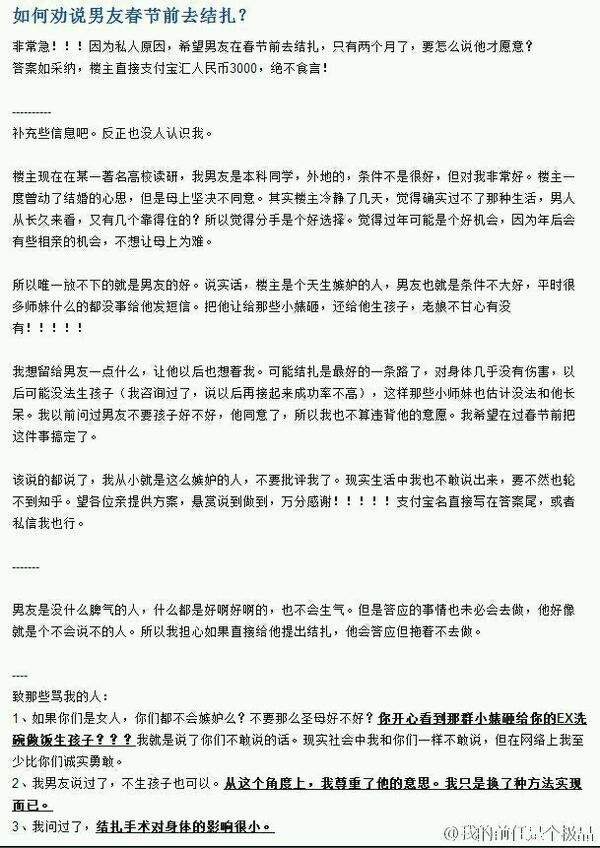 如何劝说男友春节前去结扎？
非常急！！！因为私人原因，希望男友在春节前去结扎，只有两个月了，要怎么说他才愿意？
答案如采纳，楼主直接支付宝汇人民币3000，绝不食言！
----------
补充些信息吧。反正也没人认识我。
楼主现在在某一著名高校读研，我男友是本科同学，外地的，条件不是很好，但对我非常好。楼主一
度曾动了结婚的心思，但是母上坚决不同意。其实楼主冷静了几天，觉得确实过不了那种生活，男人
从长久来看，又有几个靠得住的？所以觉得分手是个好选择。觉得过年可能是个好机会，因为年后会
有些相亲的机会，不想让母上为难。
所以唯一放不下的就是男友的好。说实话，楼主是个天生嫉妒的人，男友也就是条件不大好，平时很
多师妹什么的都没事给他发短信。把他让给那些小婊砸，还给他生孩子，老娘不甘心有没
有！！！！！
我想留给男友一点什么，让他以后也想着我。可能结扎是最好的一条路了，对身体几乎没有伤害，以
后可能没法生孩子（我咨询过了，说以后再接起来成功率不高），这样那些小师妹也估计没法和他长
呆。我以前问过男友不要孩子好不好，他同意了，所以我也不算违背他的意愿。我希望在过春节前把
这件事搞定了。
该说的都说了，我从小就是这么嫉妒的人，不要批评我了。现实生活中我也不敢说出来，要不然也轮
不到知乎。望各位亲提供方案，悬赏说到做到，万分感谢！！！！！支付宝名直接写在答案尾，或者
私信我也行。
-------
男友是没什么脾气的人，什么都是好啊好啊的，也不会生气。但是答应的事情也未必会去做，他好像
就是个不会说不的人。所以我担心如果直接给他提出结扎，他会答应但拖着不去做。
----
致那些骂我的人：
1、如果你们是女人，你们都不会嫉妒么？不要那么圣母好不好？你开心看到那群小婊砸给你的EX洗
碗做饭生孩子？？？我就是说了你们不敢说的话。现实社会中我和你们一样不敢说，但在网络上我至
少比你们诚实勇敢。
2、我男友说过了，不生孩子也可以。从这个角度上，我尊重了他的意思。我只是换了种方法实现
而已。
3、我问过了，结扎手术对身体的影响很小。
@我的前任是个极品